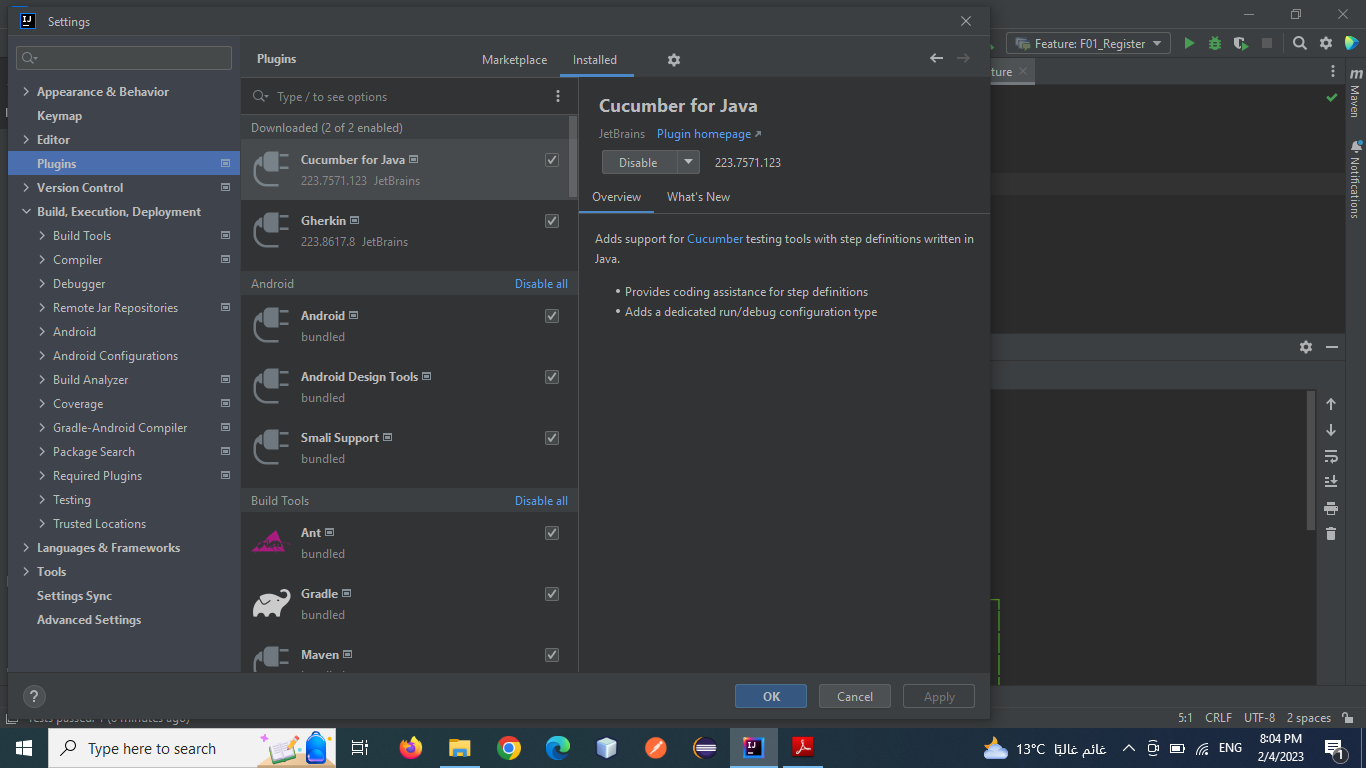 Settings
Appearance & Behavior
Keymap
Editor
Plugins
Version Control
Build, Execution, Deployment
Build Tools
Compiler
Debugger
Remote Jar Repositories
Android
Android Configurations
Build Analyzer
Coverage
Gradle-Android Compiler
Package Search
Required Plugins
Testing
Trusted Locations
Languages & Frameworks
Tools
Settings Sync
Advanced Settings
Plugins
Marketplace
Installed
Type / to see options
Downloaded (2 of 2 enabled)
Cucumber for Java
223.7571.123 JetBrains
Gherkin
223.8617.8 JetBrains
Android
Disable all
Android
bundled
Android Design Tools
bundled
Smali Support
bundled
Build Tools
Disable all
Ant
bundled
Gradle
bundled
Maven
Cucumber for Java
JetBrains
Plugin homepage
Disable
223.7571.123
Overview
What's New
Adds support for Cucumber testing tools with step definitions written in
Java.
• Provides coding assistance for step definitions
• Adds a dedicated run/debug configuration type
OK
Cancel
Apply
Feature: F01_Register
ture
Maven
Notifications
Tests passed: 1 (6 minutes ago)
5:1
CRLF
UTF-8
2 spaces
Type here to search
13°C
غائم غالبًا
ENG
8:04 PM
2/4/2023
1